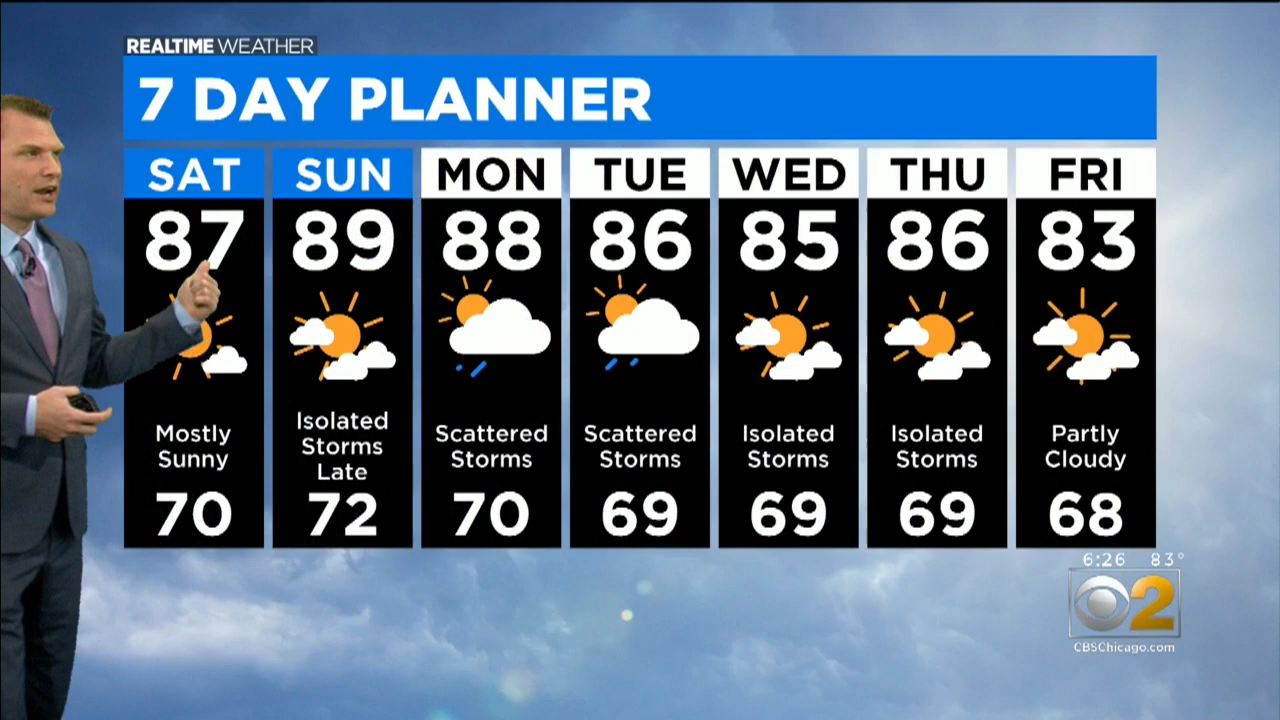 REALTIME WEATHER
7 DAY PLANNER
SAT SUN MON TUE WED THU FRI
87 89 88 86 85 86 83
Mostly
Sunny
Isolated
Storms
Late
Scattered
Storms
Scattered
Storms
Isolated
Storms
Isolated
Storms
Partly
Cloudy
70 72 70 69 69 69 68
6:26 83°
2
CBSChicago.com